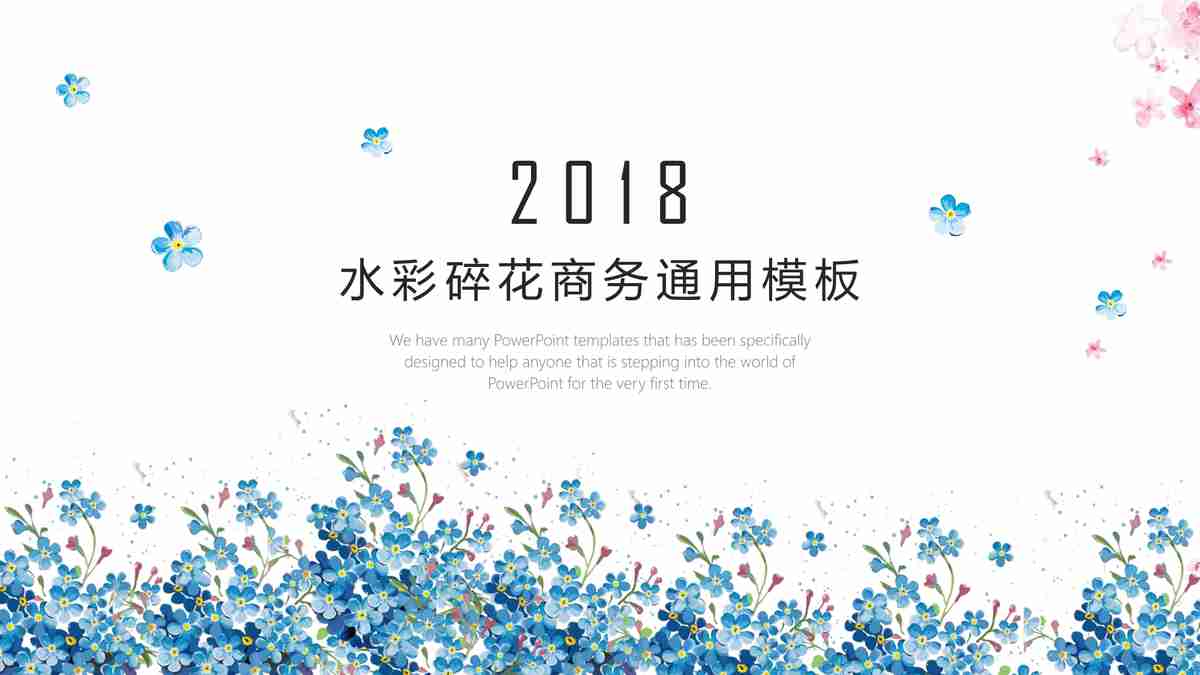 2018
水彩碎花商务通用模板
We have many PowerPoint templates that has been specifically
designed to help anyone that is stepping into the world of
PowerPoint for the very first time.